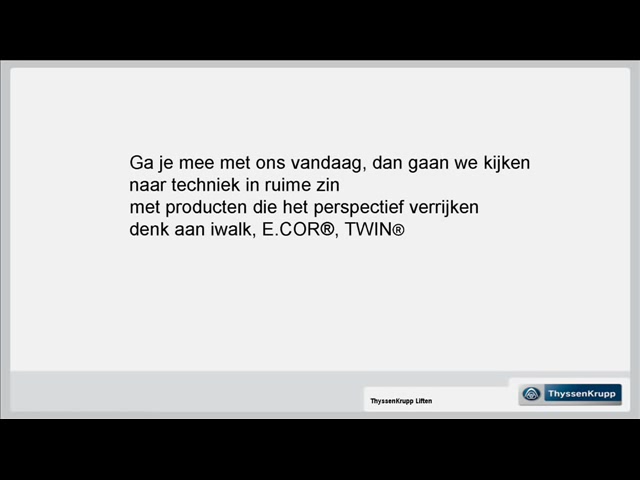 Ga je mee met ons vandaag, dan gaan we kijken
naar techniek in ruime zin
met producten die het perspectief verrijken
denk aan iwalk, E.COR®, TWIN®
ThyssenKrupp Liften
ThyssenKrupp